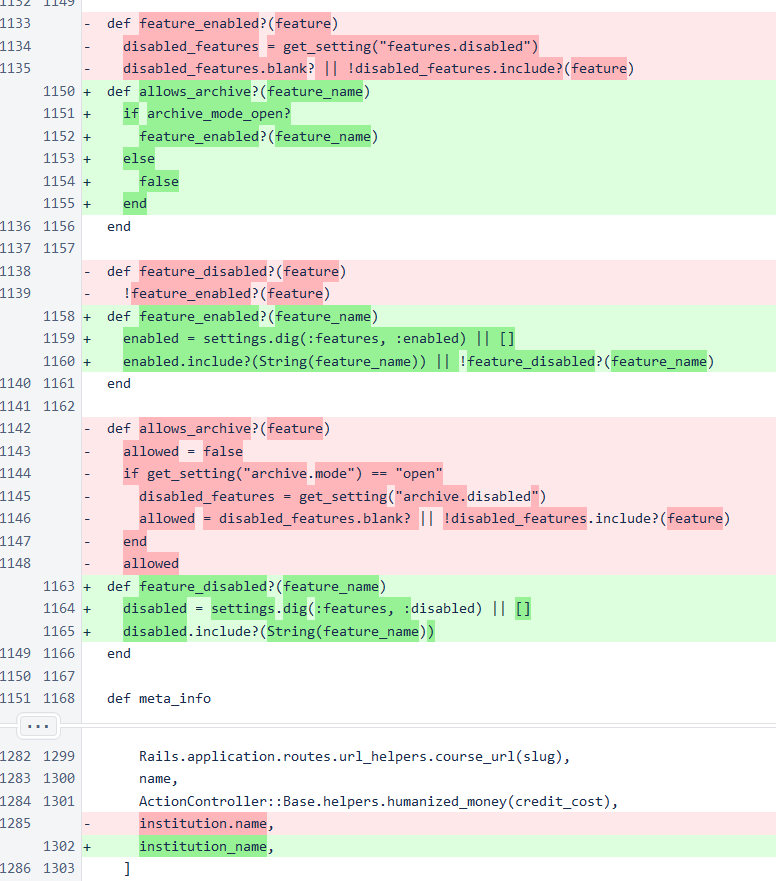 1132 1149
1133 - def feature_enabled?(feature)
1134 - disabled_features = get_setting("features.disabled")
1135 - disabled_features.blank? || !disabled_features.include?(feature)
1150 + def allows_archive?(feature_name)
1151 + if archive_mode_open?
1152 + feature_enabled?(feature_name)
1153 + else
1154 + false
1155 + end
1136 1156 end
1137 1157
1138 - def feature_disabled?(feature)
1139 - !feature_enabled?(feature)
1158 + def feature_enabled?(feature_name)
1159 + enabled = settings.dig(:features, :enabled) || []
1160 + enabled.include?(String(feature_name)) || !feature_disabled?(feature_name)
1140 1161 end
1141 1162
1142 - def allows_archive?(feature)
1143 - allowed = false
1144 - if get_setting("archive.mode") == "open"
1145 - disabled_features = get_setting("archive.disabled")
1146 - allowed = disabled_features.blank? || !disabled_features.include?(feature)
1147 - end
1148 - allowed
1163 + def feature_disabled?(feature_name)
1164 + disabled = settings.dig(:features, :disabled) || []
1165 + disabled.include?(String(feature_name))
1149 1166 end
1150 1167
1151 1168 def meta_info
...
1282 1299 Rails.application.routes.url_helpers.course_url(slug),
1283 1300 name,
1284 1301 ActionController::Base.helpers.humanized_money(credit_cost),
1285 - institution.name,
1302 + institution_name,
1286 1303 ]